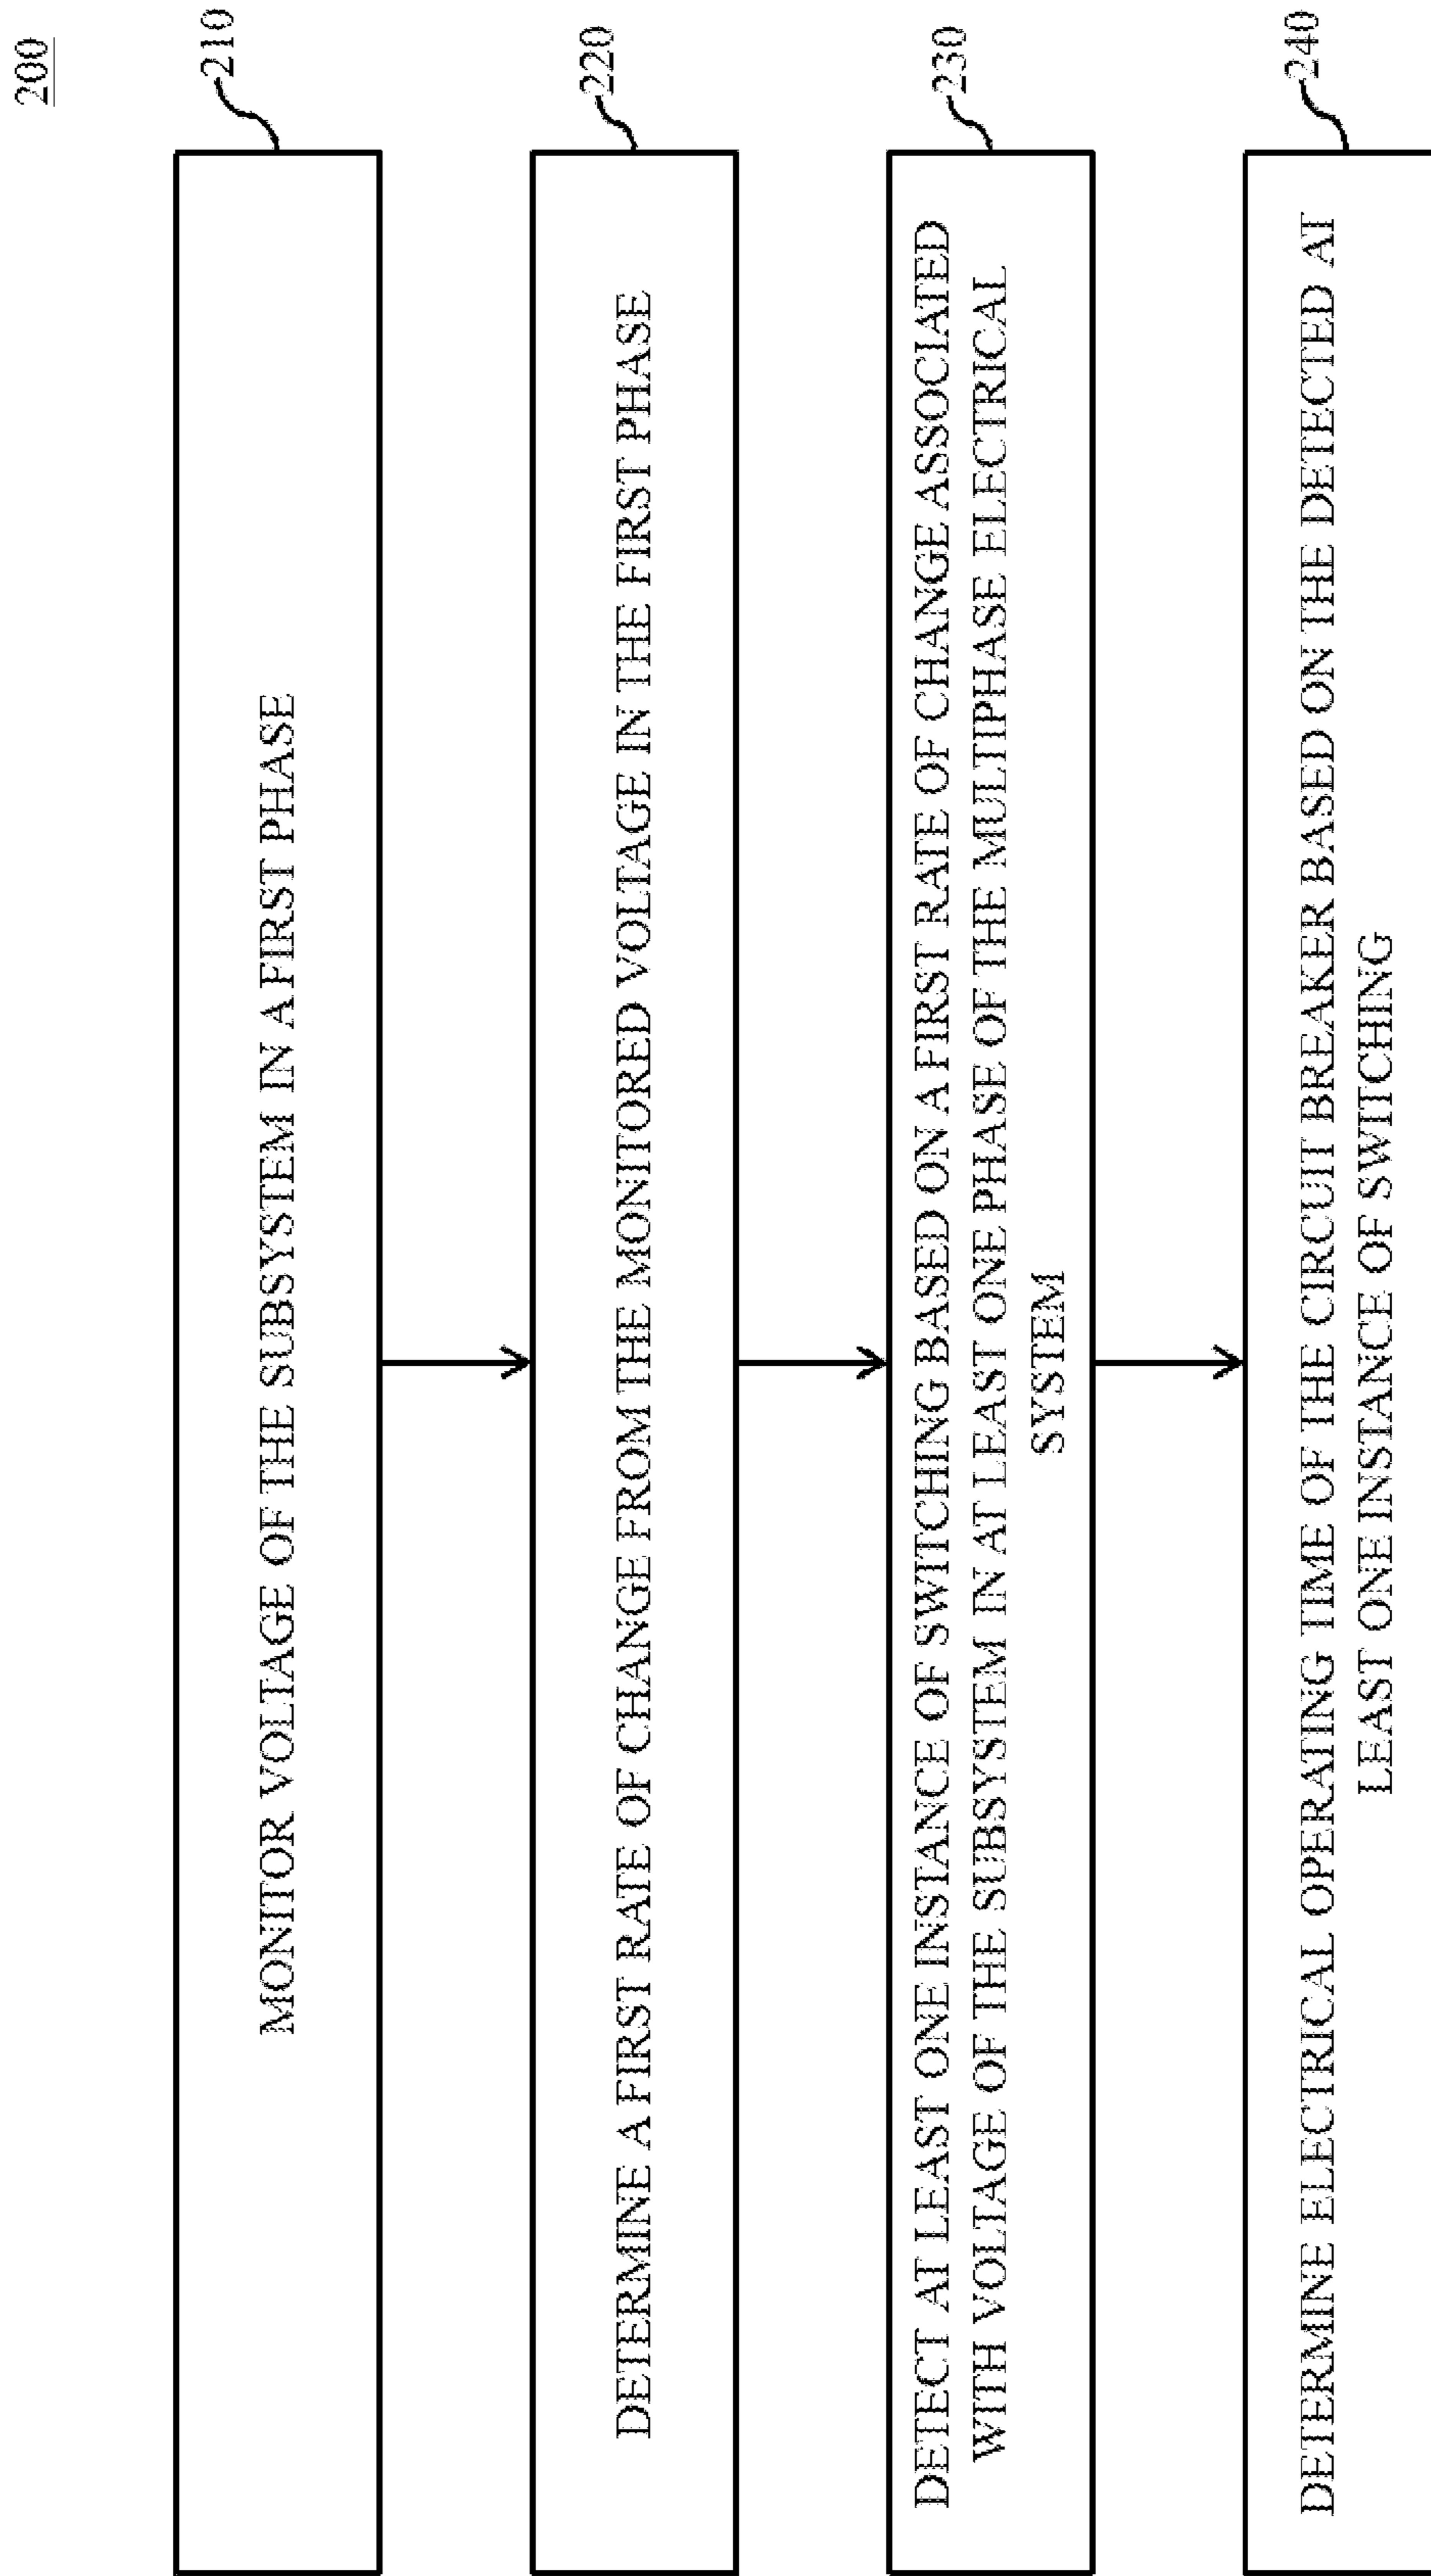 200
210
MONITOR VOLTAGE OF THE SUBSYSTEM IN A FIRST PHASE
220
DETERMINE A FIRST RATE OF CHANGE FROM THE MONITORED VOLTAGE IN THE FIRST PHASE
230
DETECT AT LEAST ONE INSTANCE OF SWITCHING BASED ON A FIRST RATE OF CHANGE ASSOCIATED
WITH VOLTAGE OF THE SUBSYSTEM IN AT LEAST ONE PHASE OF THE MULTIPHASE ELECTRICAL
SYSTEM
240
DETERMINE ELECTRICAL OPERATING TIME OF THE CIRCUIT BREAKER BASED ON THE DETECTED AT
LEAST ONE INSTANCE OF SWITCHING